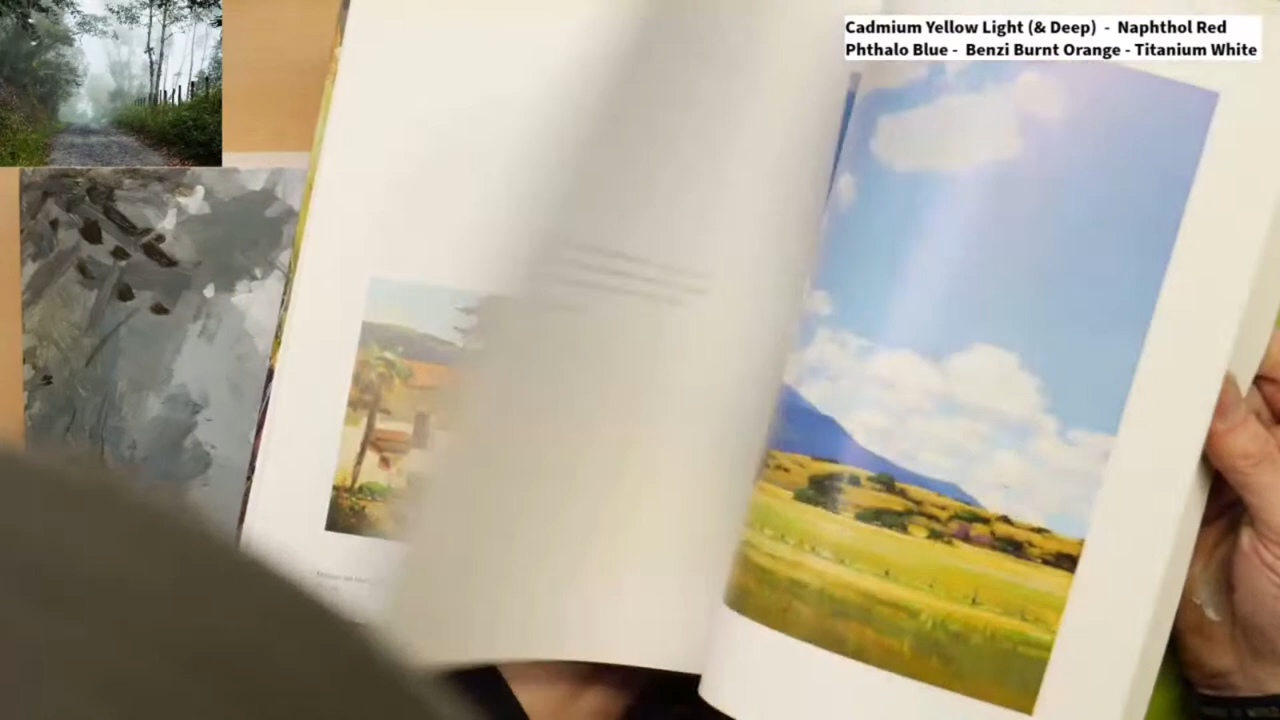 Cadmium Yellow Light (& Deep)  -  Naphthol Red
Phthalo Blue -  Benzi Burnt Orange - Titanium White